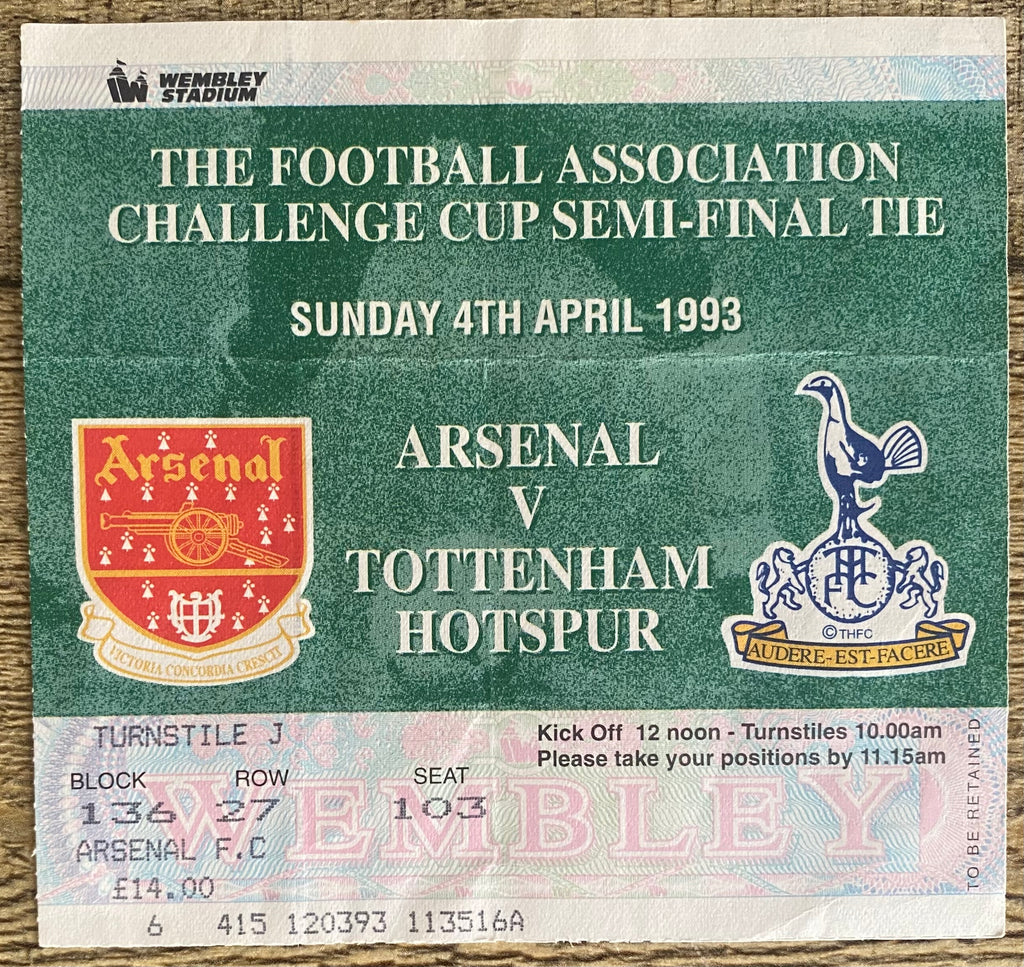 WEMBLEY
STADIUM
THE FOOTBALL ASSOCIATION
CHALLENGE CUP SEMI-FINAL TIE
SUNDAY 4TH APRIL 1993
Arsenal
VICTORIA CONCORDIA CRESCIT
ARSENAL
V
TOTTENHAM
HOTSPUR
THFC
©THFC
AUDERE-EST-FACERE
TURNSTILE J
Kick Off 12 noon - Turnstiles 10.00am
Please take your positions by 11.15am
BLOCK ROW SEAT
136 27 103
WEMBLEY
ARSENAL F.C
£14.00
6 415 120393 113516A
TO BE RETAINED